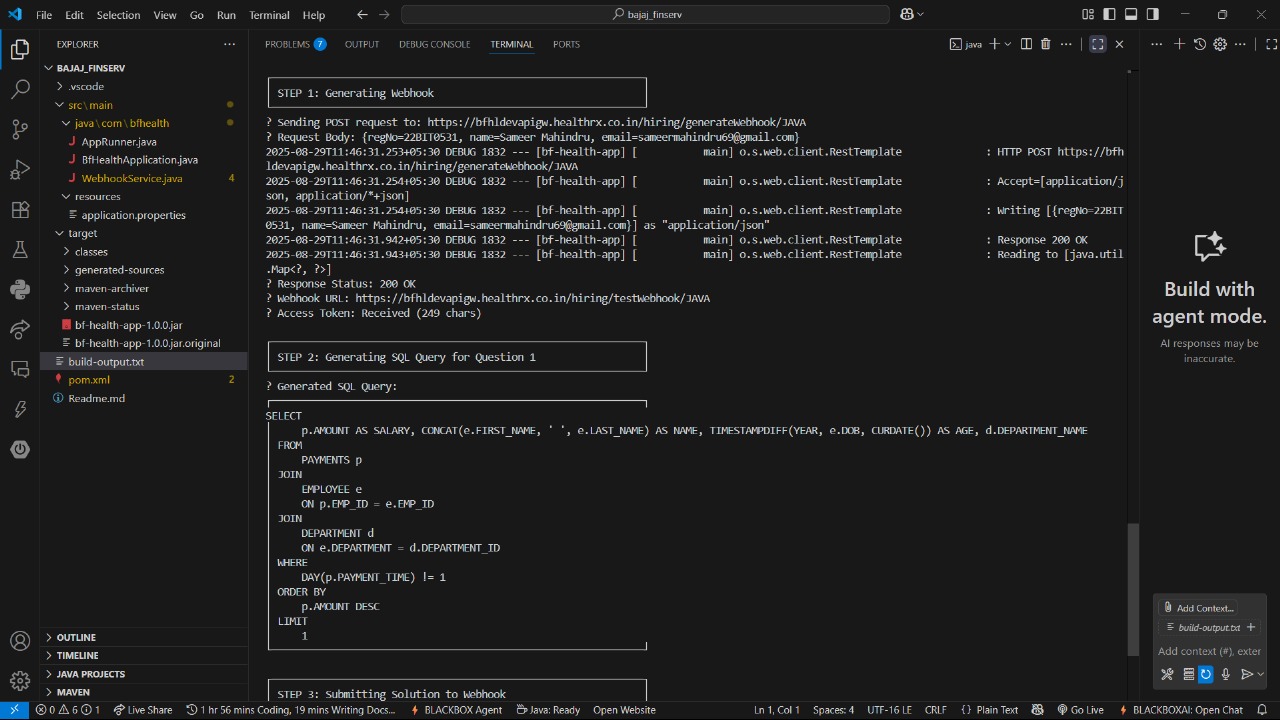 File Edit Selection View Go Run Terminal Help
bajaj_finserv
EXPLORER
BAJAJ_FINSERV
.vscode
src\main
java\com\bfhealth
AppRunner.java
BfHealthApplication.java
WebhookService.java 4
resources
application.properties
target
classes
generated-sources
maven-archiver
maven-status
bf-health-app-1.0.0.jar
bf-health-app-1.0.0.jar.original
build-output.txt
pom.xml 2
Readme.md
OUTLINE
TIMELINE
JAVA PROJECTS
MAVEN
PROBLEMS 7 OUTPUT DEBUG CONSOLE TERMINAL PORTS
java
STEP 1: Generating Webhook
? Sending POST request to: https://bfhldevapigw.healthrx.co.in/hiring/generateWebhook/JAVA
? Request Body: {regNo=22BIT0531, name=Sameer Mahindru, email=sameermahindru69@gmail.com}
2025-08-29T11:46:31.253+05:30 DEBUG 1832 --- [bf-health-app] [ main] o.s.web.client.RestTemplate : HTTP POST https://bfh
ldevapigw.healthrx.co.in/hiring/generateWebhook/JAVA
2025-08-29T11:46:31.254+05:30 DEBUG 1832 --- [bf-health-app] [ main] o.s.web.client.RestTemplate : Accept=[application/j
son, application/*+json]
2025-08-29T11:46:31.254+05:30 DEBUG 1832 --- [bf-health-app] [ main] o.s.web.client.RestTemplate : Writing [{regNo=22BIT
0531, name=Sameer Mahindru, email=sameermahindru69@gmail.com}] as "application/json"
2025-08-29T11:46:31.942+05:30 DEBUG 1832 --- [bf-health-app] [ main] o.s.web.client.RestTemplate : Response 200 OK
2025-08-29T11:46:31.943+05:30 DEBUG 1832 --- [bf-health-app] [ main] o.s.web.client.RestTemplate : Reading to [java.util
.Map<?, ?>]
? Response Status: 200 OK
? Webhook URL: https://bfhldevapigw.healthrx.co.in/hiring/testWebhook/JAVA
? Access Token: Received (249 chars)
STEP 2: Generating SQL Query for Question 1
? Generated SQL Query:
SELECT
p.AMOUNT AS SALARY, CONCAT(e.FIRST_NAME, ' ', e.LAST_NAME) AS NAME, TIMESTAMPDIFF(YEAR, e.DOB, CURDATE()) AS AGE, d.DEPARTMENT_NAME
FROM
PAYMENTS p
JOIN
EMPLOYEE e
ON p.EMP_ID = e.EMP_ID
JOIN
DEPARTMENT d
ON e.DEPARTMENT = d.DEPARTMENT_ID
WHERE
DAY(p.PAYMENT_TIME) != 1
ORDER BY
p.AMOUNT DESC
LIMIT
1
STEP 3: Submitting Solution to Webhook
Build with
agent mode.
AI responses may be
inaccurate.
Add Context...
build-output.txt
Add context (#), exter
0 6 1 Live Share 1 hr 56 mins Coding, 19 mins Writing Docs... BLACKBOX Agent Java: Ready Open Website Ln 1, Col 1 Spaces: 4 UTF-16 LE CRLF {} Plain Text Go Live BLACKBOXAI: Open Chat